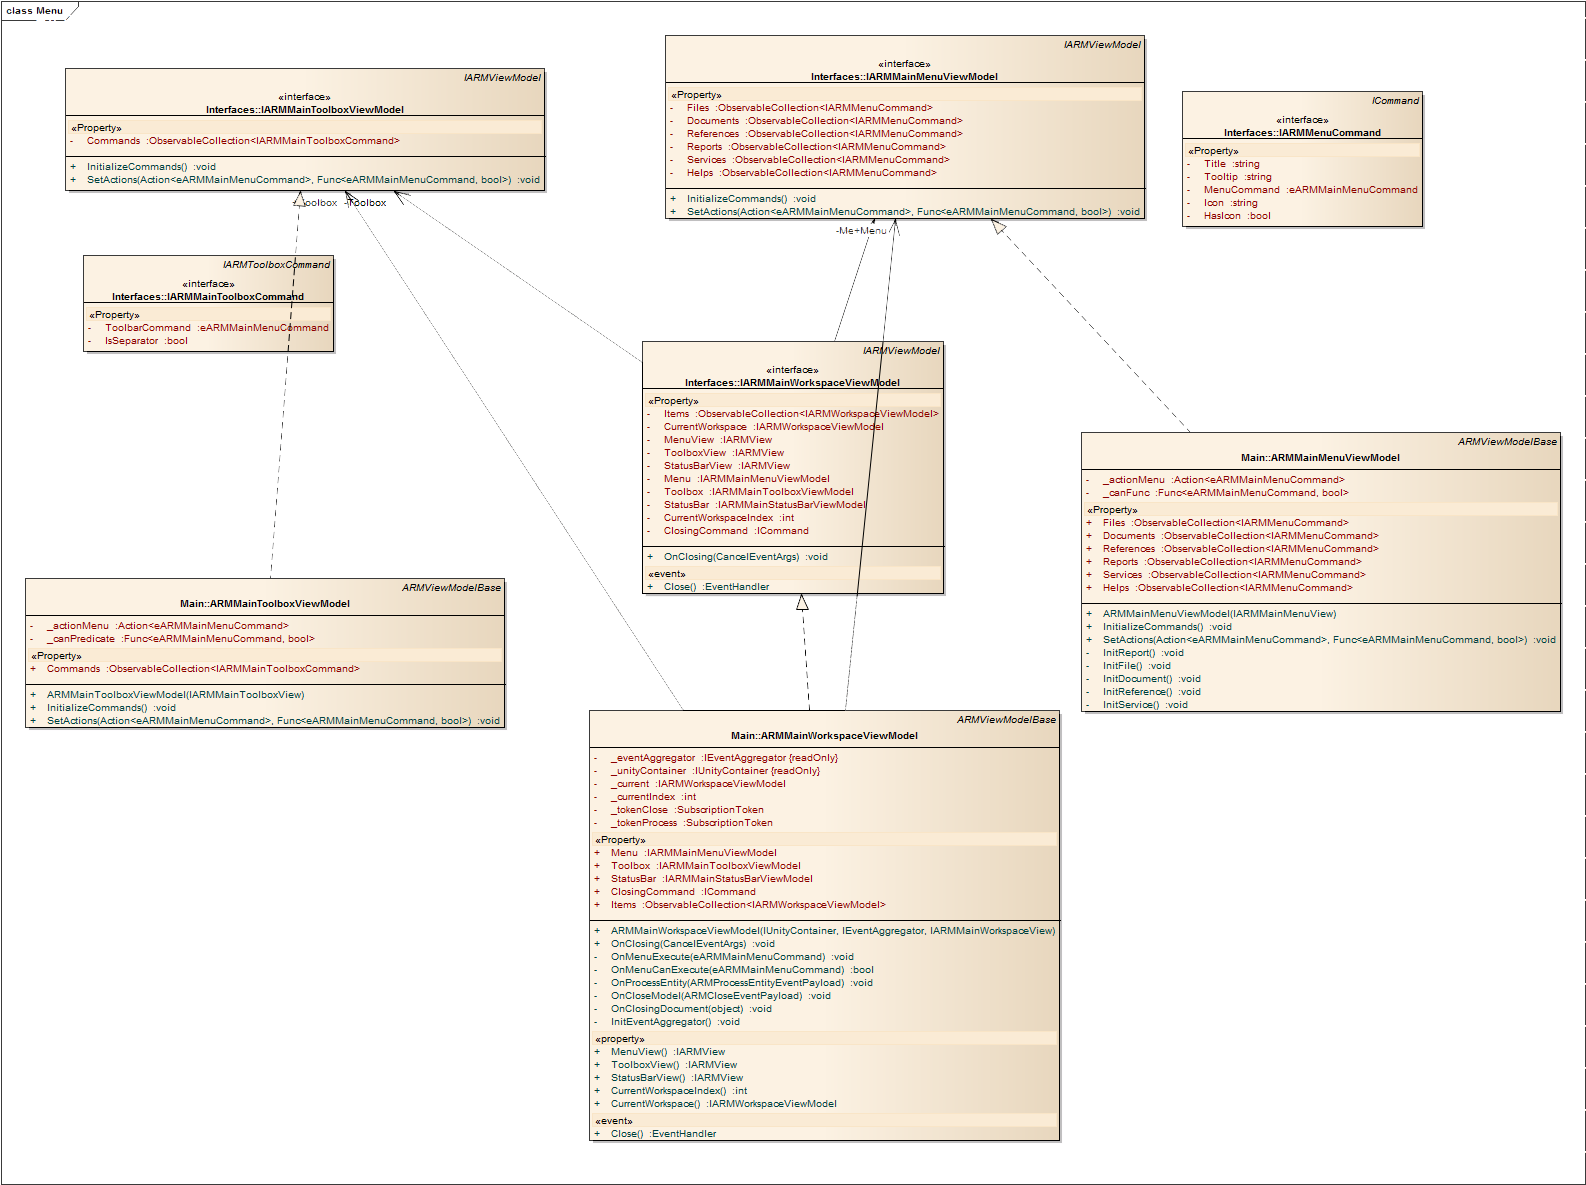 class Menu
IARMViewModel
«interface»
Interfaces::IARMMainToolboxViewModel
«Property»
- Commands :ObservableCollection<IARMMainToolboxCommand>
+ InitializeCommands() :void
+ SetActions(Action<eARMMainMenuCommand>, Func<eARMMainMenuCommand, bool>) :void
IARMViewModel
«interface»
Interfaces::IARMMainMenuViewModel
«Property»
- Files :ObservableCollection<IARMMenuCommand>
- Documents :ObservableCollection<IARMMenuCommand>
- References :ObservableCollection<IARMMenuCommand>
- Reports :ObservableCollection<IARMMenuCommand>
- Services :ObservableCollection<IARMMenuCommand>
- Helps :ObservableCollection<IARMMenuCommand>
+ InitializeCommands() :void
+ SetActions(Action<eARMMainMenuCommand>, Func<eARMMainMenuCommand, bool>) :void
ICommand
«interface»
Interfaces::IARMMenuCommand
«Property»
- Title :string
- Tooltip :string
- MenuCommand :eARMMainMenuCommand
- Icon :string
- HasIcon :bool
-Toolbox
-Me+Menu
IARMToolboxCommand
«interface»
Interfaces::IARMMainToolboxCommand
«Property»
- ToolbarCommand :eARMMainMenuCommand
- IsSeparator :bool
IARMViewModel
«interface»
Interfaces::IARMMainWorkspaceViewModel
«Property»
- Items :ObservableCollection<IARMWorkspaceViewModel>
- CurrentWorkspace :IARMWorkspaceViewModel
- MenuView :IARMView
- ToolboxView :IARMView
- StatusBarView :IARMView
- Menu :IARMMainMenuViewModel
- Toolbox :IARMMainToolboxViewModel
- StatusBar :IARMMainStatusBarViewModel
- CurrentWorkspaceIndex :int
- ClosingCommand :ICommand
+ OnClosing(CancelEventArgs) :void
«event»
+ Close() :EventHandler
ARMViewModelBase
Main::ARMMainMenuViewModel
- _actionMenu :Action<eARMMainMenuCommand>
- _canFunc :Func<eARMMainMenuCommand, bool>
«Property»
+ Files :ObservableCollection<IARMMenuCommand>
+ Documents :ObservableCollection<IARMMenuCommand>
+ References :ObservableCollection<IARMMenuCommand>
+ Reports :ObservableCollection<IARMMenuCommand>
+ Services :ObservableCollection<IARMMenuCommand>
+ Helps :ObservableCollection<IARMMenuCommand>
+ ARMMainMenuViewModel(IARMMainMenuView)
+ InitializeCommands() :void
+ SetActions(Action<eARMMainMenuCommand>, Func<eARMMainMenuCommand, bool>) :void
- InitReport() :void
- InitFile() :void
- InitDocument() :void
- InitReference() :void
- InitService() :void
ARMViewModelBase
Main::ARMMainToolboxViewModel
- _actionMenu :Action<eARMMainMenuCommand>
- _canPredicate :Func<eARMMainMenuCommand, bool>
«Property»
+ Commands :ObservableCollection<IARMMainToolboxCommand>
+ ARMMainToolboxViewModel(IARMMainToolboxView)
+ InitializeCommands() :void
+ SetActions(Action<eARMMainMenuCommand>, Func<eARMMainMenuCommand, bool>) :void
ARMViewModelBase
Main::ARMMainWorkspaceViewModel
- _eventAggregator :IEventAggregator {readOnly}
- _unityContainer :IUnityContainer {readOnly}
- _current :IARMWorkspaceViewModel
- _currentIndex :int
- _tokenClose :SubscriptionToken
- _tokenProcess :SubscriptionToken
«Property»
+ Menu :IARMMainMenuViewModel
+ Toolbox :IARMMainToolboxViewModel
+ StatusBar :IARMMainStatusBarViewModel
+ ClosingCommand :ICommand
+ Items :ObservableCollection<IARMWorkspaceViewModel>
+ ARMMainWorkspaceViewModel(IUnityContainer, IEventAggregator, IARMMainWorkspaceView)
+ OnClosing(CancelEventArgs) :void
- OnMenuExecute(eARMMainMenuCommand) :void
- OnMenuCanExecute(eARMMainMenuCommand) :bool
- OnProcessEntity(ARMProcessEntityEventPayload) :void
- OnCloseModel(ARMCloseEventPayload) :void
- OnClosingDocument(object) :void
- InitEventAggregator() :void
«property»
+ MenuView() :IARMView
+ ToolboxView() :IARMView
+ StatusBarView() :IARMView
+ CurrentWorkspaceIndex() :int
+ CurrentWorkspace() :IARMWorkspaceViewModel
«event»
+ Close() :EventHandler